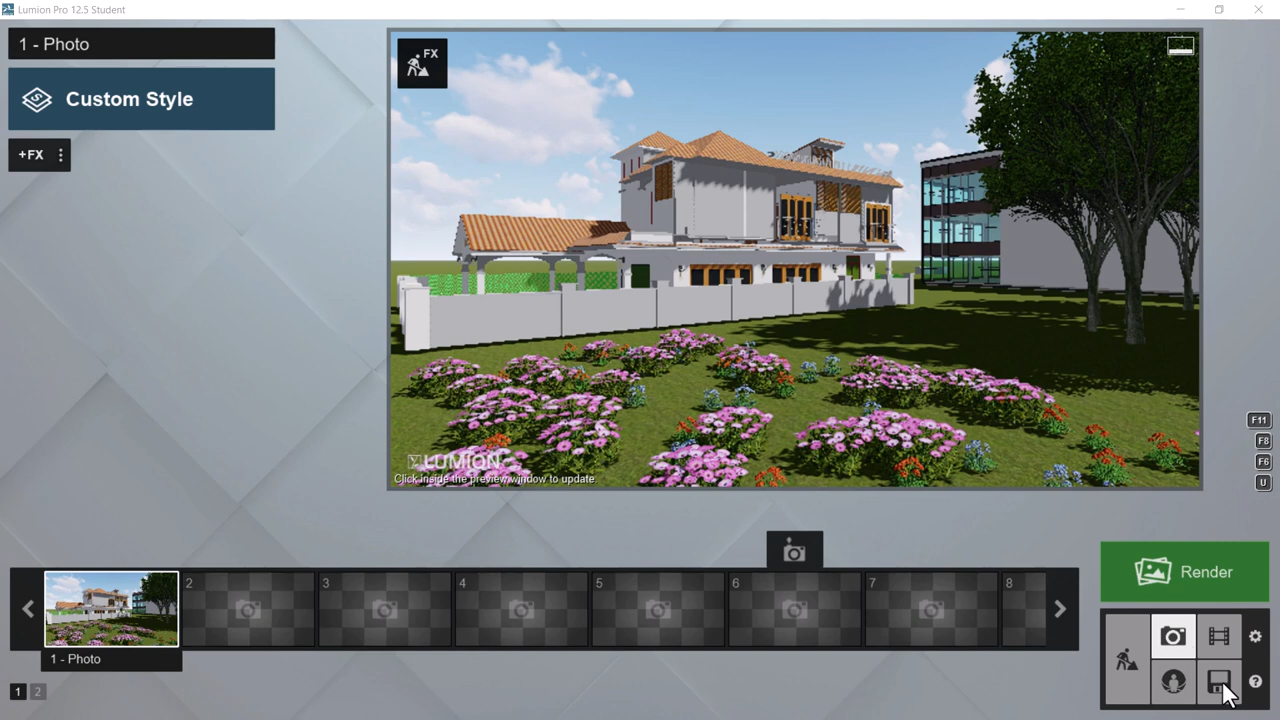 Lumion Pro 12.5 Student
1 - Photo
Custom Style
+FX
FX
LUMION
Click inside the preview window to update
F11
F8
F6
U
2
3
4
5
6
7
8
1 - Photo
Render
1
2
?